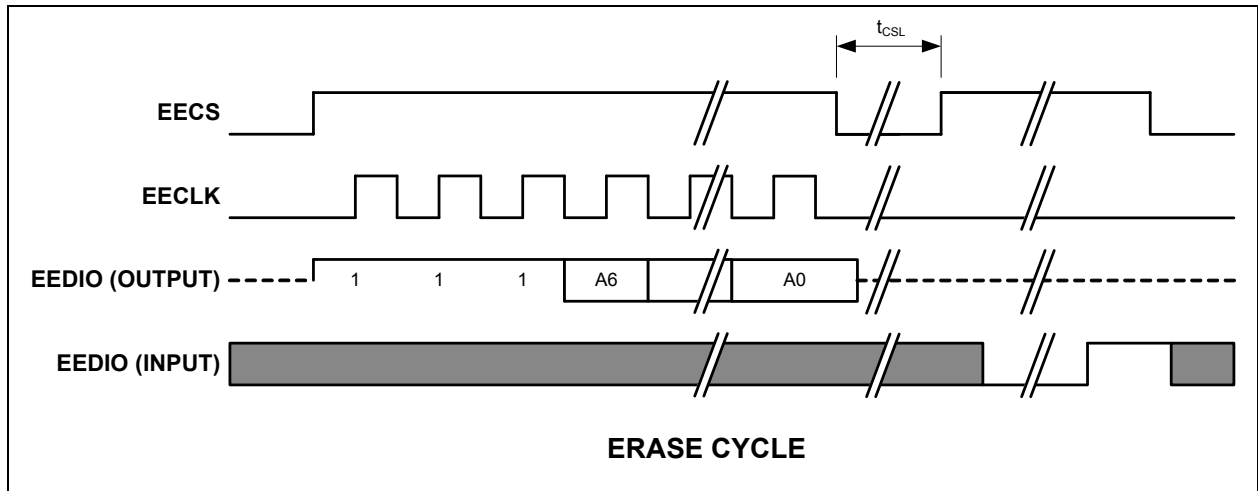 tCSL
EECS
EECLK
EEDIO (OUTPUT)
1 1 1 A6 A0
EEDIO (INPUT)
ERASE CYCLE